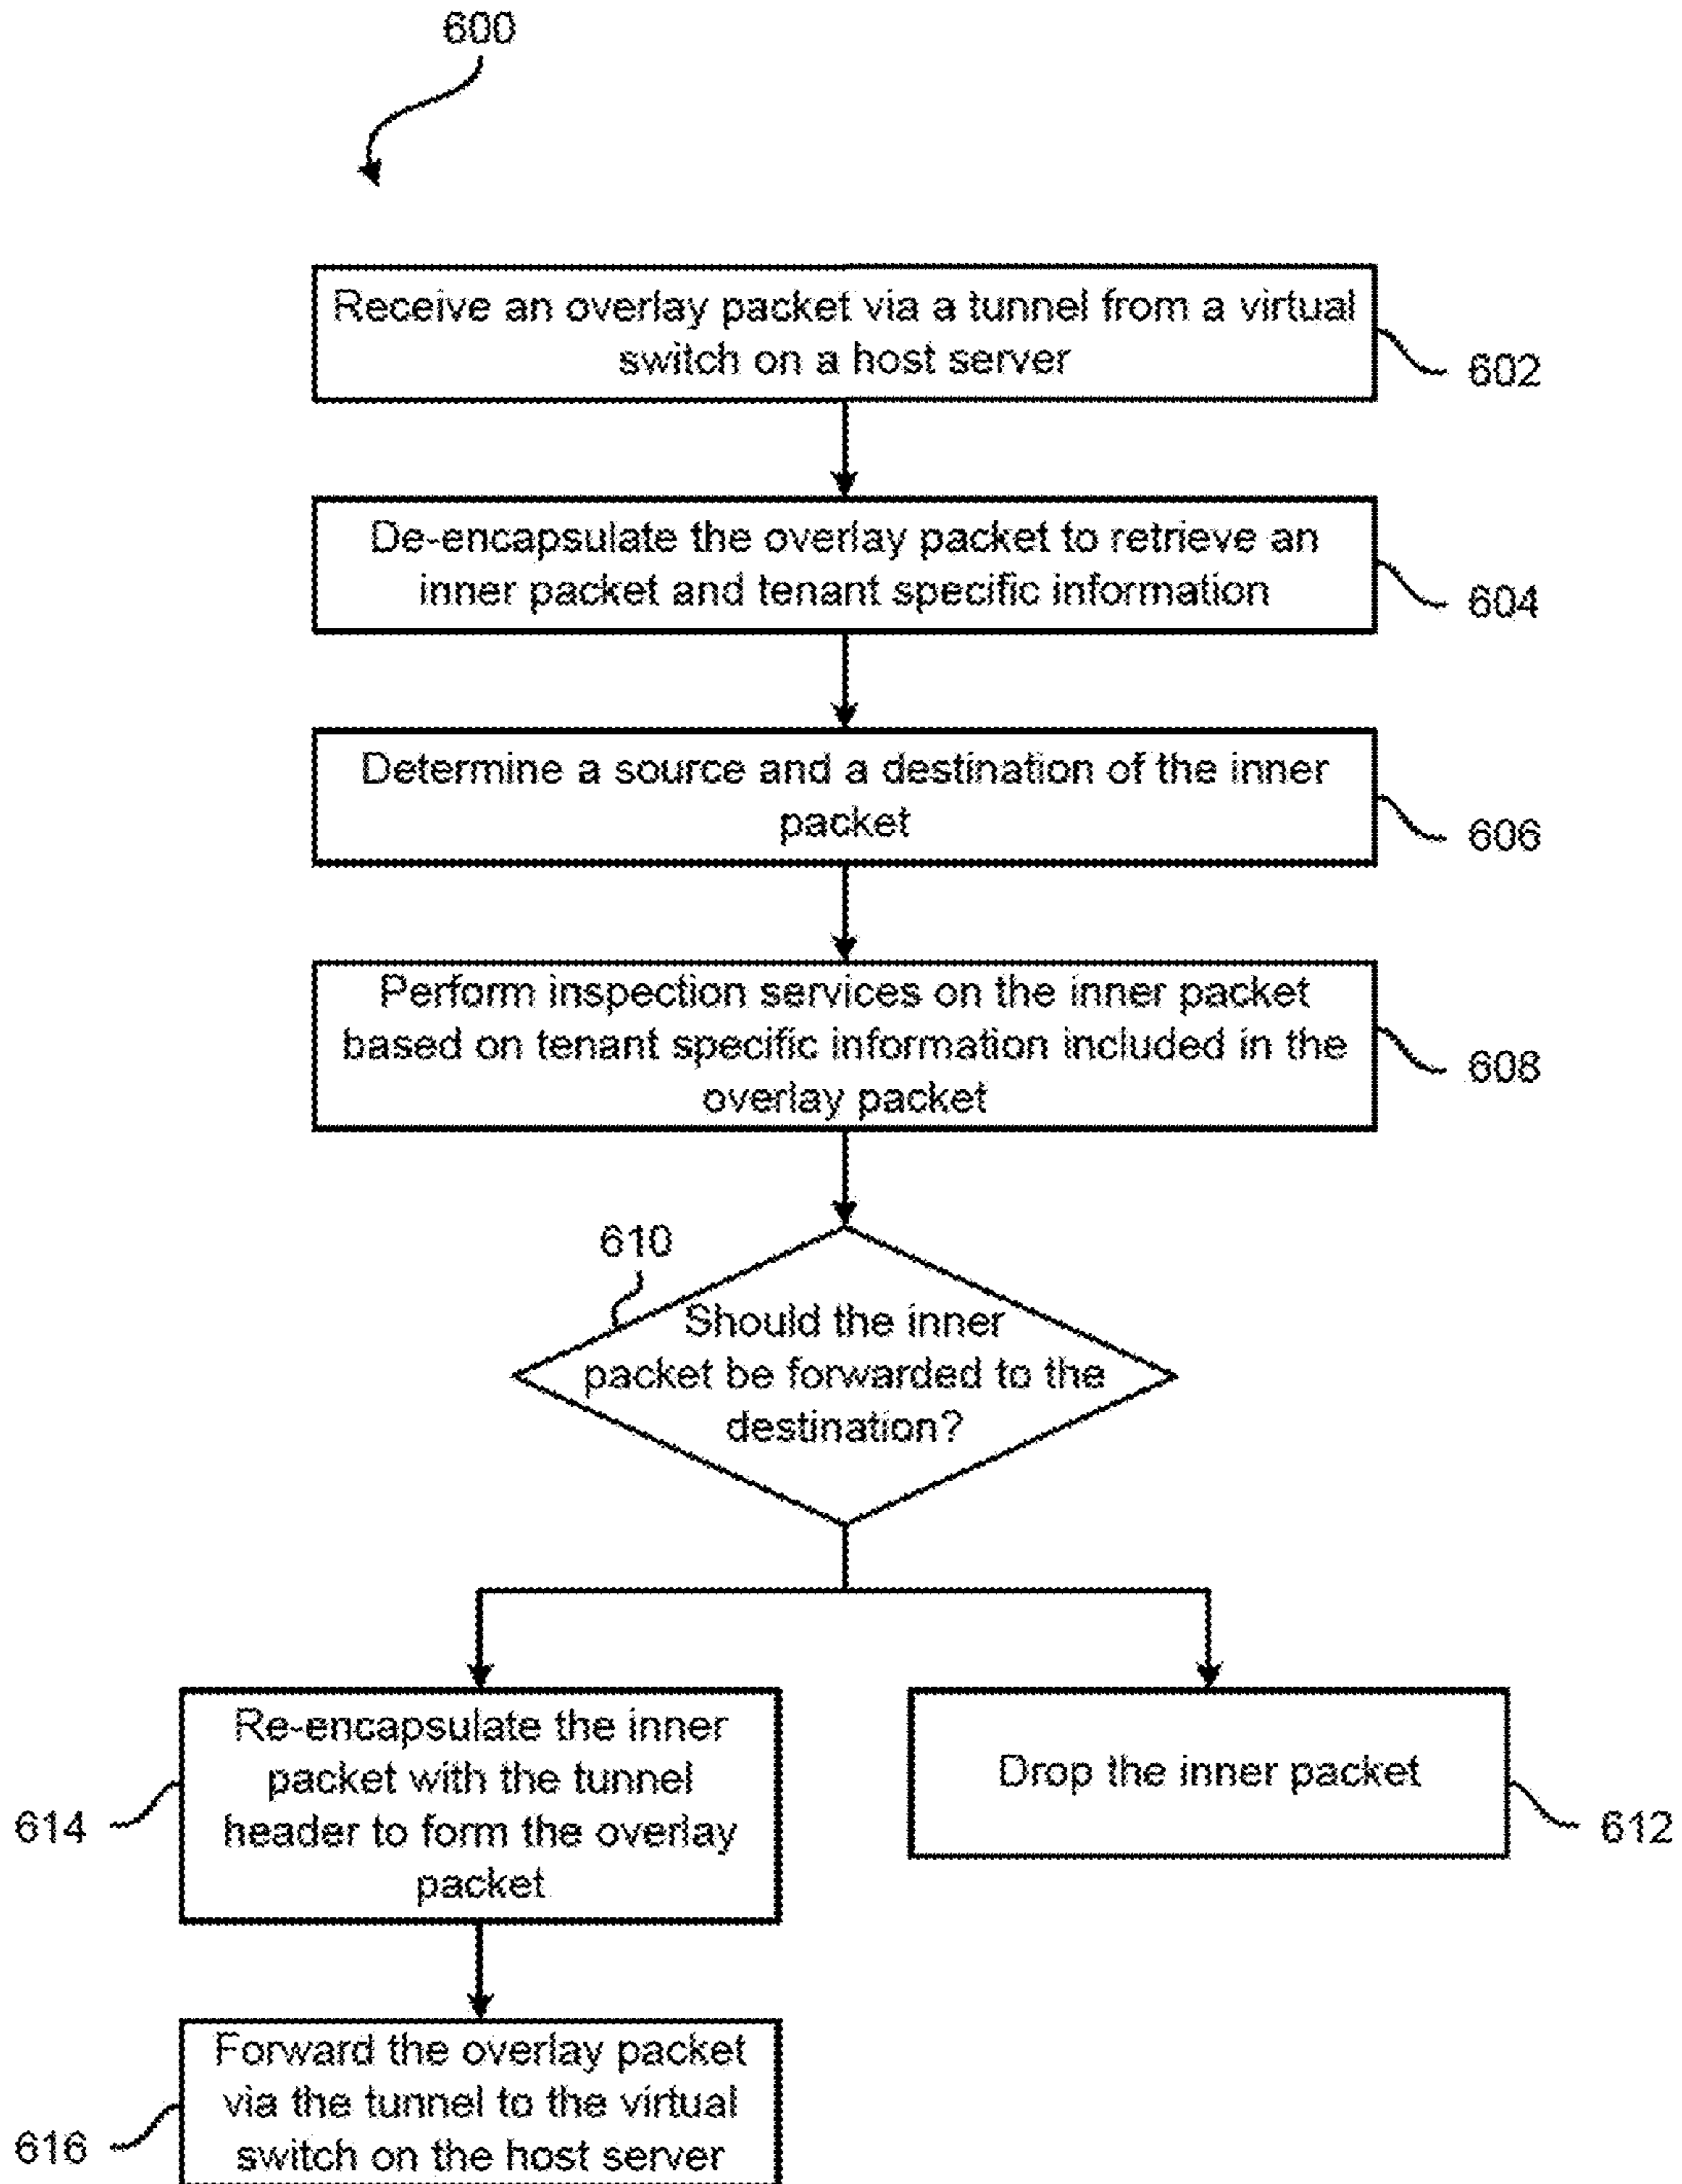 600
Receive an overlay packet via a tunnel from a virtual
switch on a host server
602
De-encapsulate the overlay packet to retrieve an
inner packet and tenant specific information
604
Determine a source and a destination of the inner
packet
606
Perform inspection services on the inner packet
based on tenant specific information included in the
overlay packet
608
610
Should the inner
packet be forwarded to the
destination?
Re-encapsulate the inner
packet with the tunnel
header to form the overlay
packet
614
Drop the inner packet
612
Forward the overlay packet
via the tunnel to the virtual
switch on the host server
616